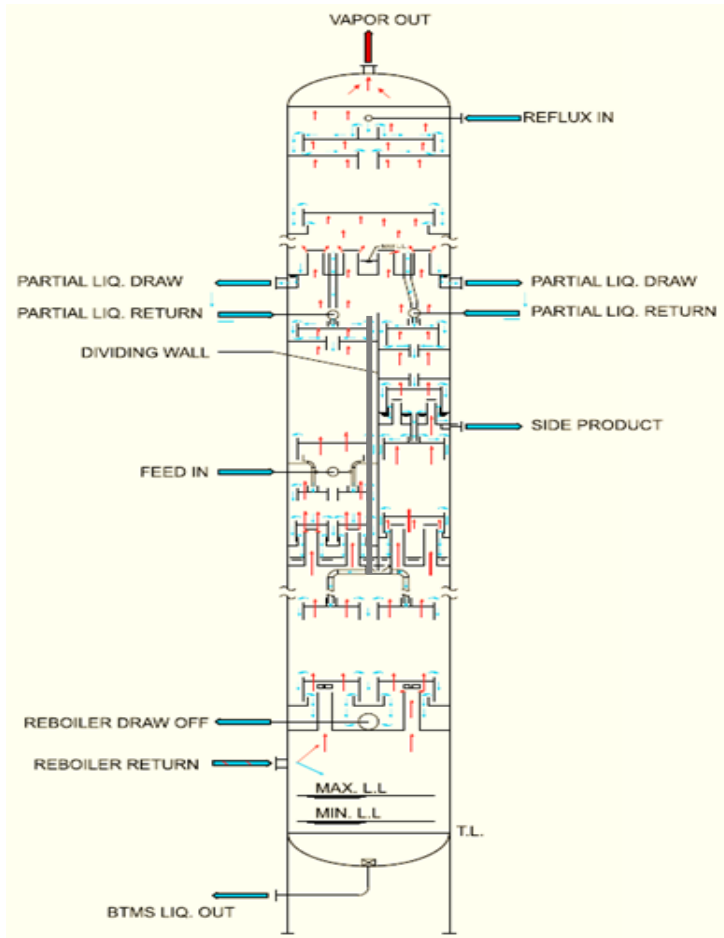 VAPOR OUT
REFLUX IN
PARTIAL LIQ. DRAW
PARTIAL LIQ. DRAW
PARTIAL LIQ. RETURN
PARTIAL LIQ. RETURN
DIVIDING WALL
SIDE PRODUCT
FEED IN
REBOILER DRAW OFF
REBOILER RETURN
MAX. L.L
MIN. L.L
T.L.
BTMS LIQ. OUT